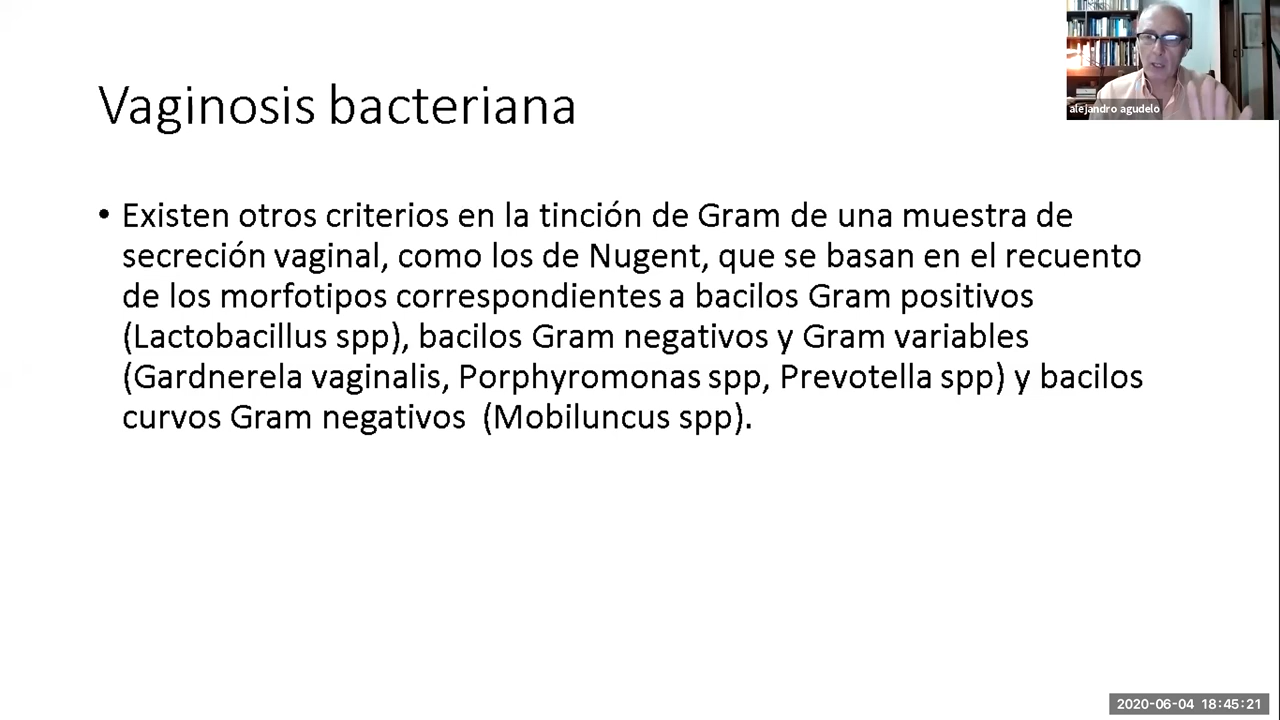 Vaginosis bacteriana
alejandro agudelo
• Existen otros criterios en la tinción de Gram de una muestra de
secreción vaginal, como los de Nugent, que se basan en el recuento
de los morfotipos correspondientes a bacilos Gram positivos
(Lactobacillus spp), bacilos Gram negativos y Gram variables
(Gardnerela vaginalis, Porphyromonas spp, Prevotella spp) y bacilos
curvos Gram negativos (Mobiluncus spp).
2020-06-04 18:45:21